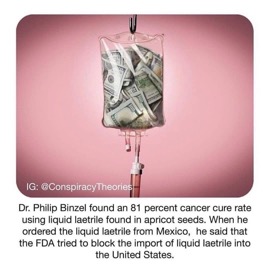 IG: @ConspiracyTheories
Dr. Philip Binzel found an 81 percent cancer cure rate
using liquid laetrile found in apricot seeds. When he
ordered the liquid laetrile from Mexico, he said that
the FDA tried to block the import of liquid laetrile into
the United States.